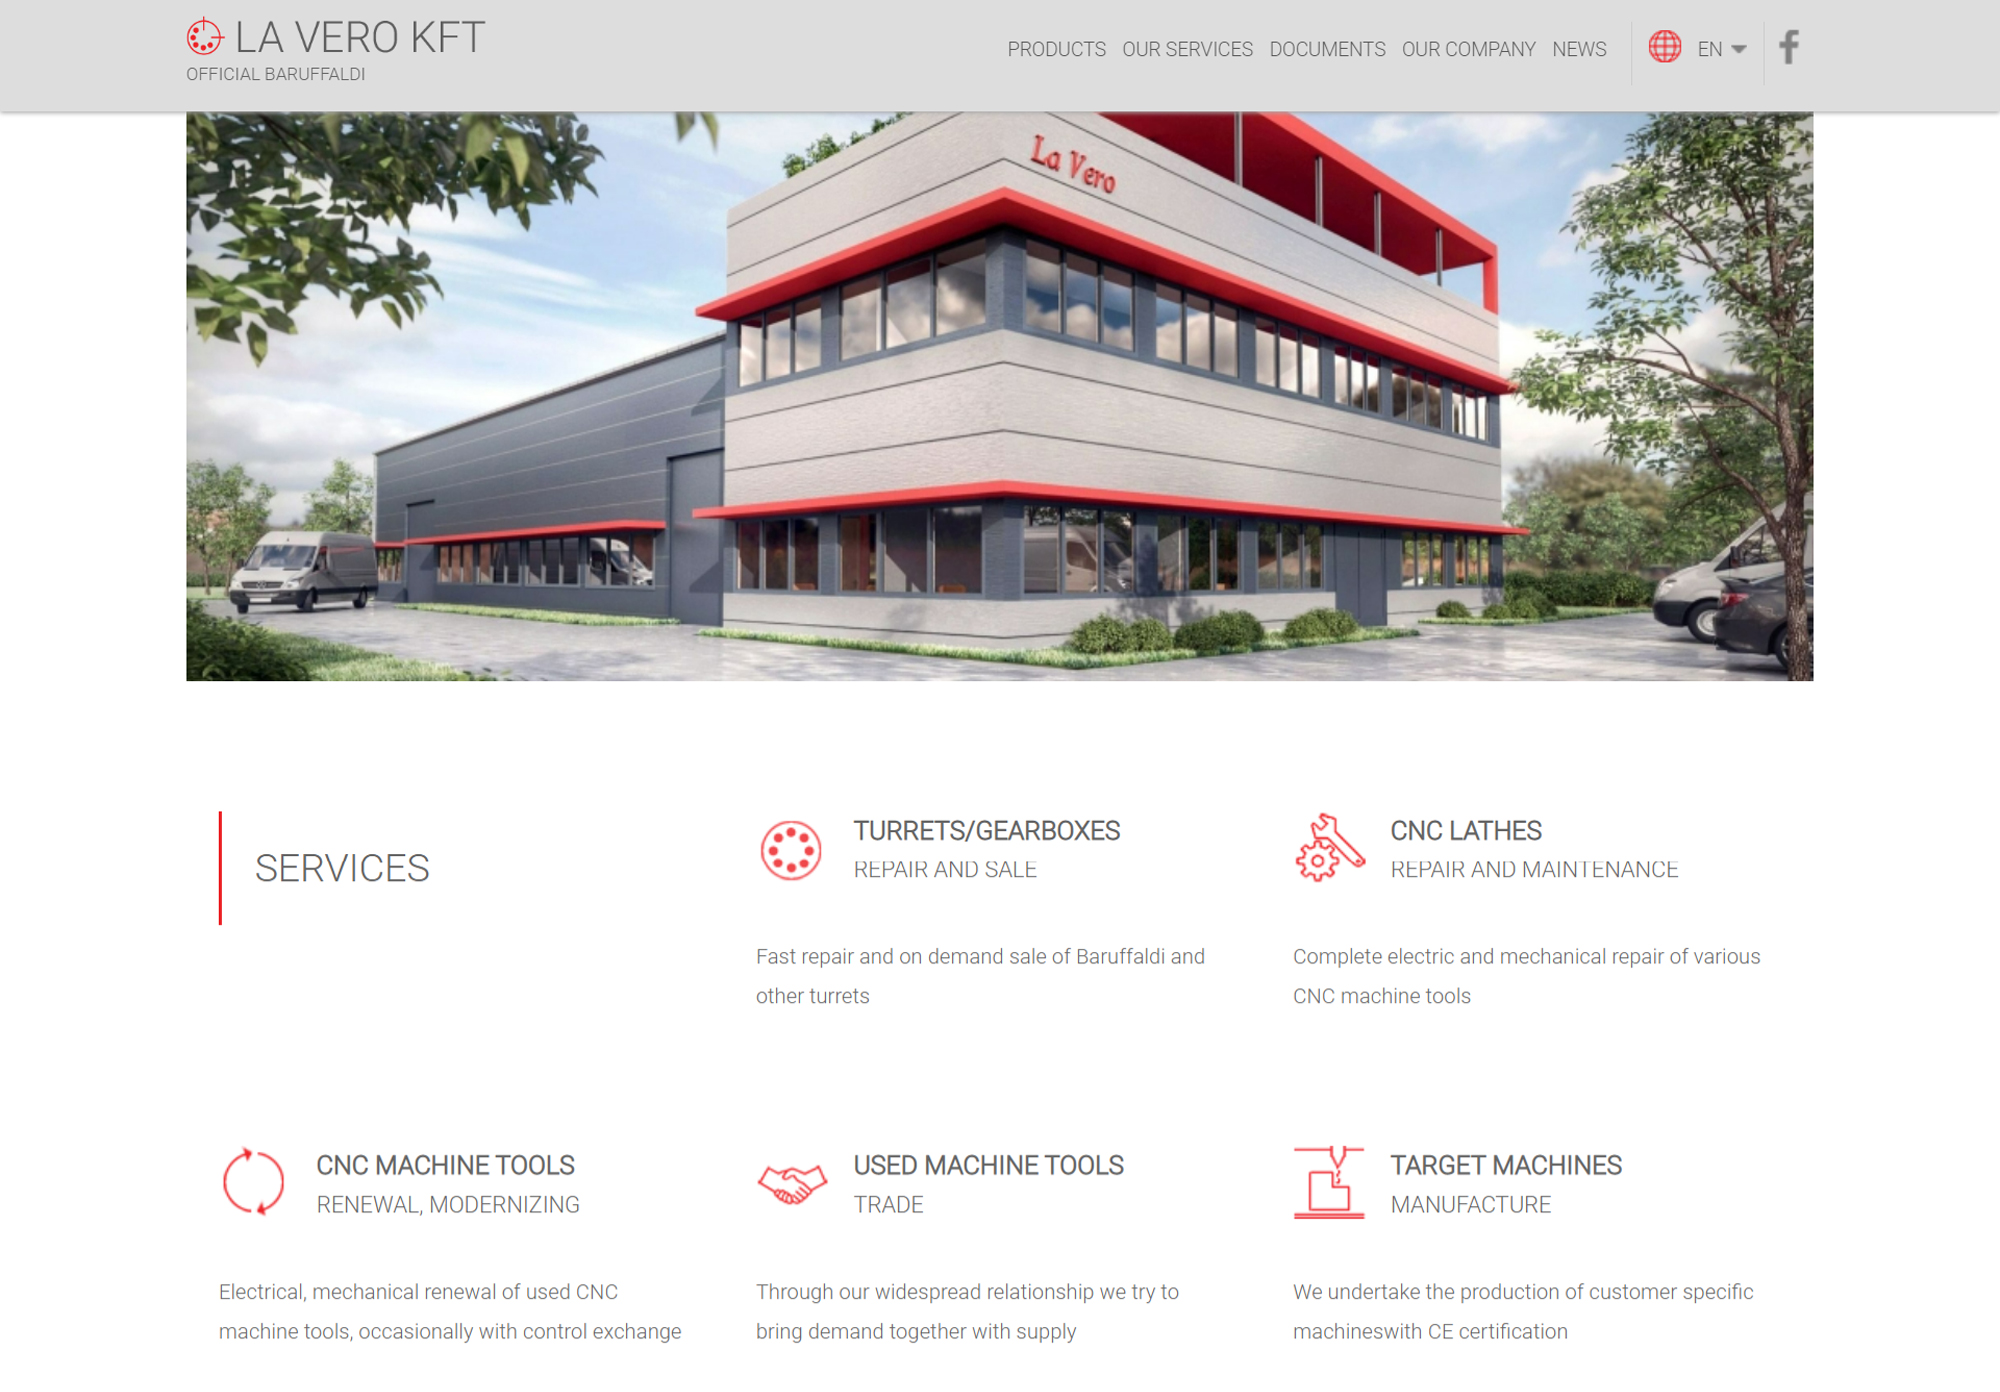 LA VERO KFT
OFFICIAL BARUFFALDI
PRODUCTS OUR SERVICES DOCUMENTS OUR COMPANY NEWS EN
La Vero
SERVICES
TURRETS/GEARBOXES
REPAIR AND SALE
Fast repair and on demand sale of Baruffaldi and
other turrets
CNC LATHES
REPAIR AND MAINTENANCE
Complete electric and mechanical repair of various
CNC machine tools
CNC MACHINE TOOLS
RENEWAL, MODERNIZING
Electrical, mechanical renewal of used CNC
machine tools, occasionally with control exchange
USED MACHINE TOOLS
TRADE
Through our widespread relationship we try to
bring demand together with supply
TARGET MACHINES
MANUFACTURE
We undertake the production of customer specific
machineswith CE certification